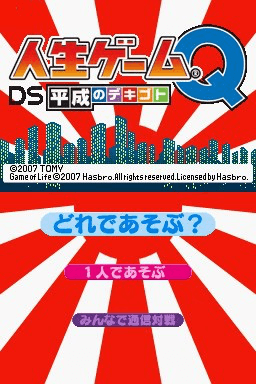 人生ゲームQ
DS平成のデキゴト
©2007 TOMY
Game of Life ©2007 Hasbro. All rights reserved. Licensed by Hasbro.
どれであそぶ?
1人であそぶ
みんなで通信対戦